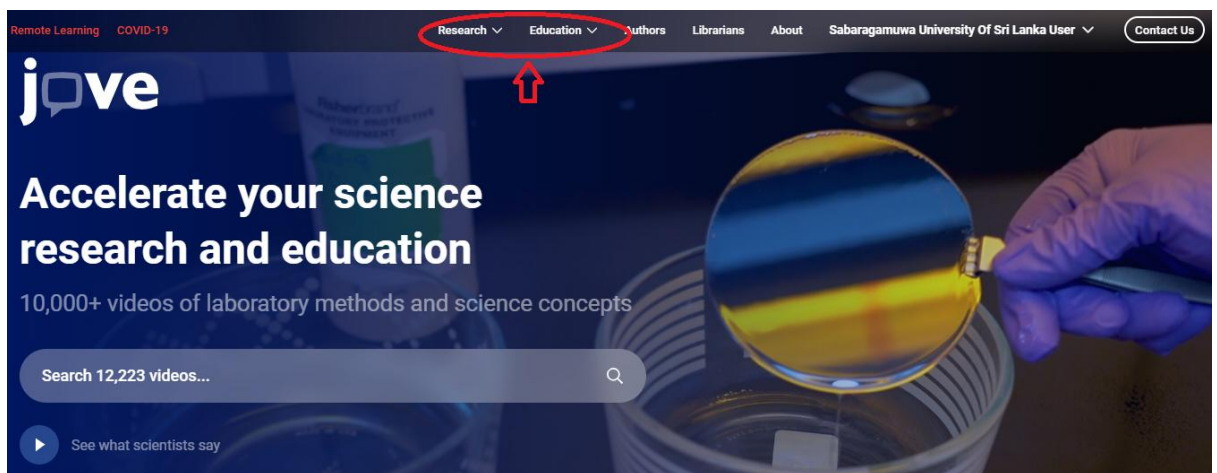 Remote Learning COVID-19 Research Education Authors Librarians About Sabaragamuwa University Of Sri Lanka User Contact Us
jove
Accelerate your science
research and education
10,000+ videos of laboratory methods and science concepts
Search 12,223 videos...
See what scientists say